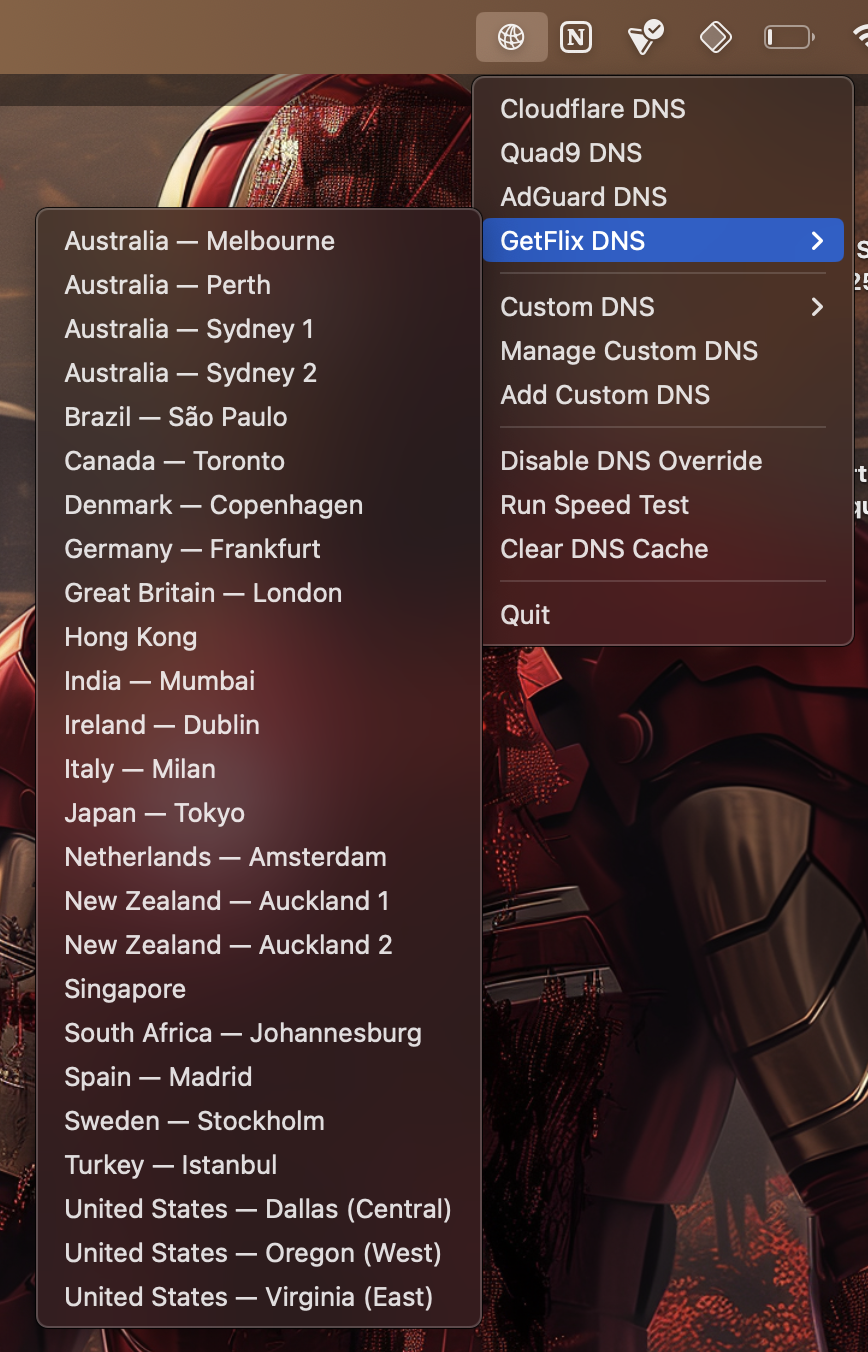 N
Cloudflare DNS
Quad9 DNS
AdGuard DNS
GetFlix DNS
Custom DNS
Manage Custom DNS
Add Custom DNS
Disable DNS Override
Run Speed Test
Clear DNS Cache
Quit
Australia — Melbourne
Australia — Perth
Australia — Sydney 1
Australia — Sydney 2
Brazil — São Paulo
Canada — Toronto
Denmark — Copenhagen
Germany — Frankfurt
Great Britain — London
Hong Kong
India — Mumbai
Ireland — Dublin
Italy — Milan
Japan — Tokyo
Netherlands — Amsterdam
New Zealand — Auckland 1
New Zealand — Auckland 2
Singapore
South Africa — Johannesburg
Spain — Madrid
Sweden — Stockholm
Turkey — Istanbul
United States — Dallas (Central)
United States — Oregon (West)
United States — Virginia (East)